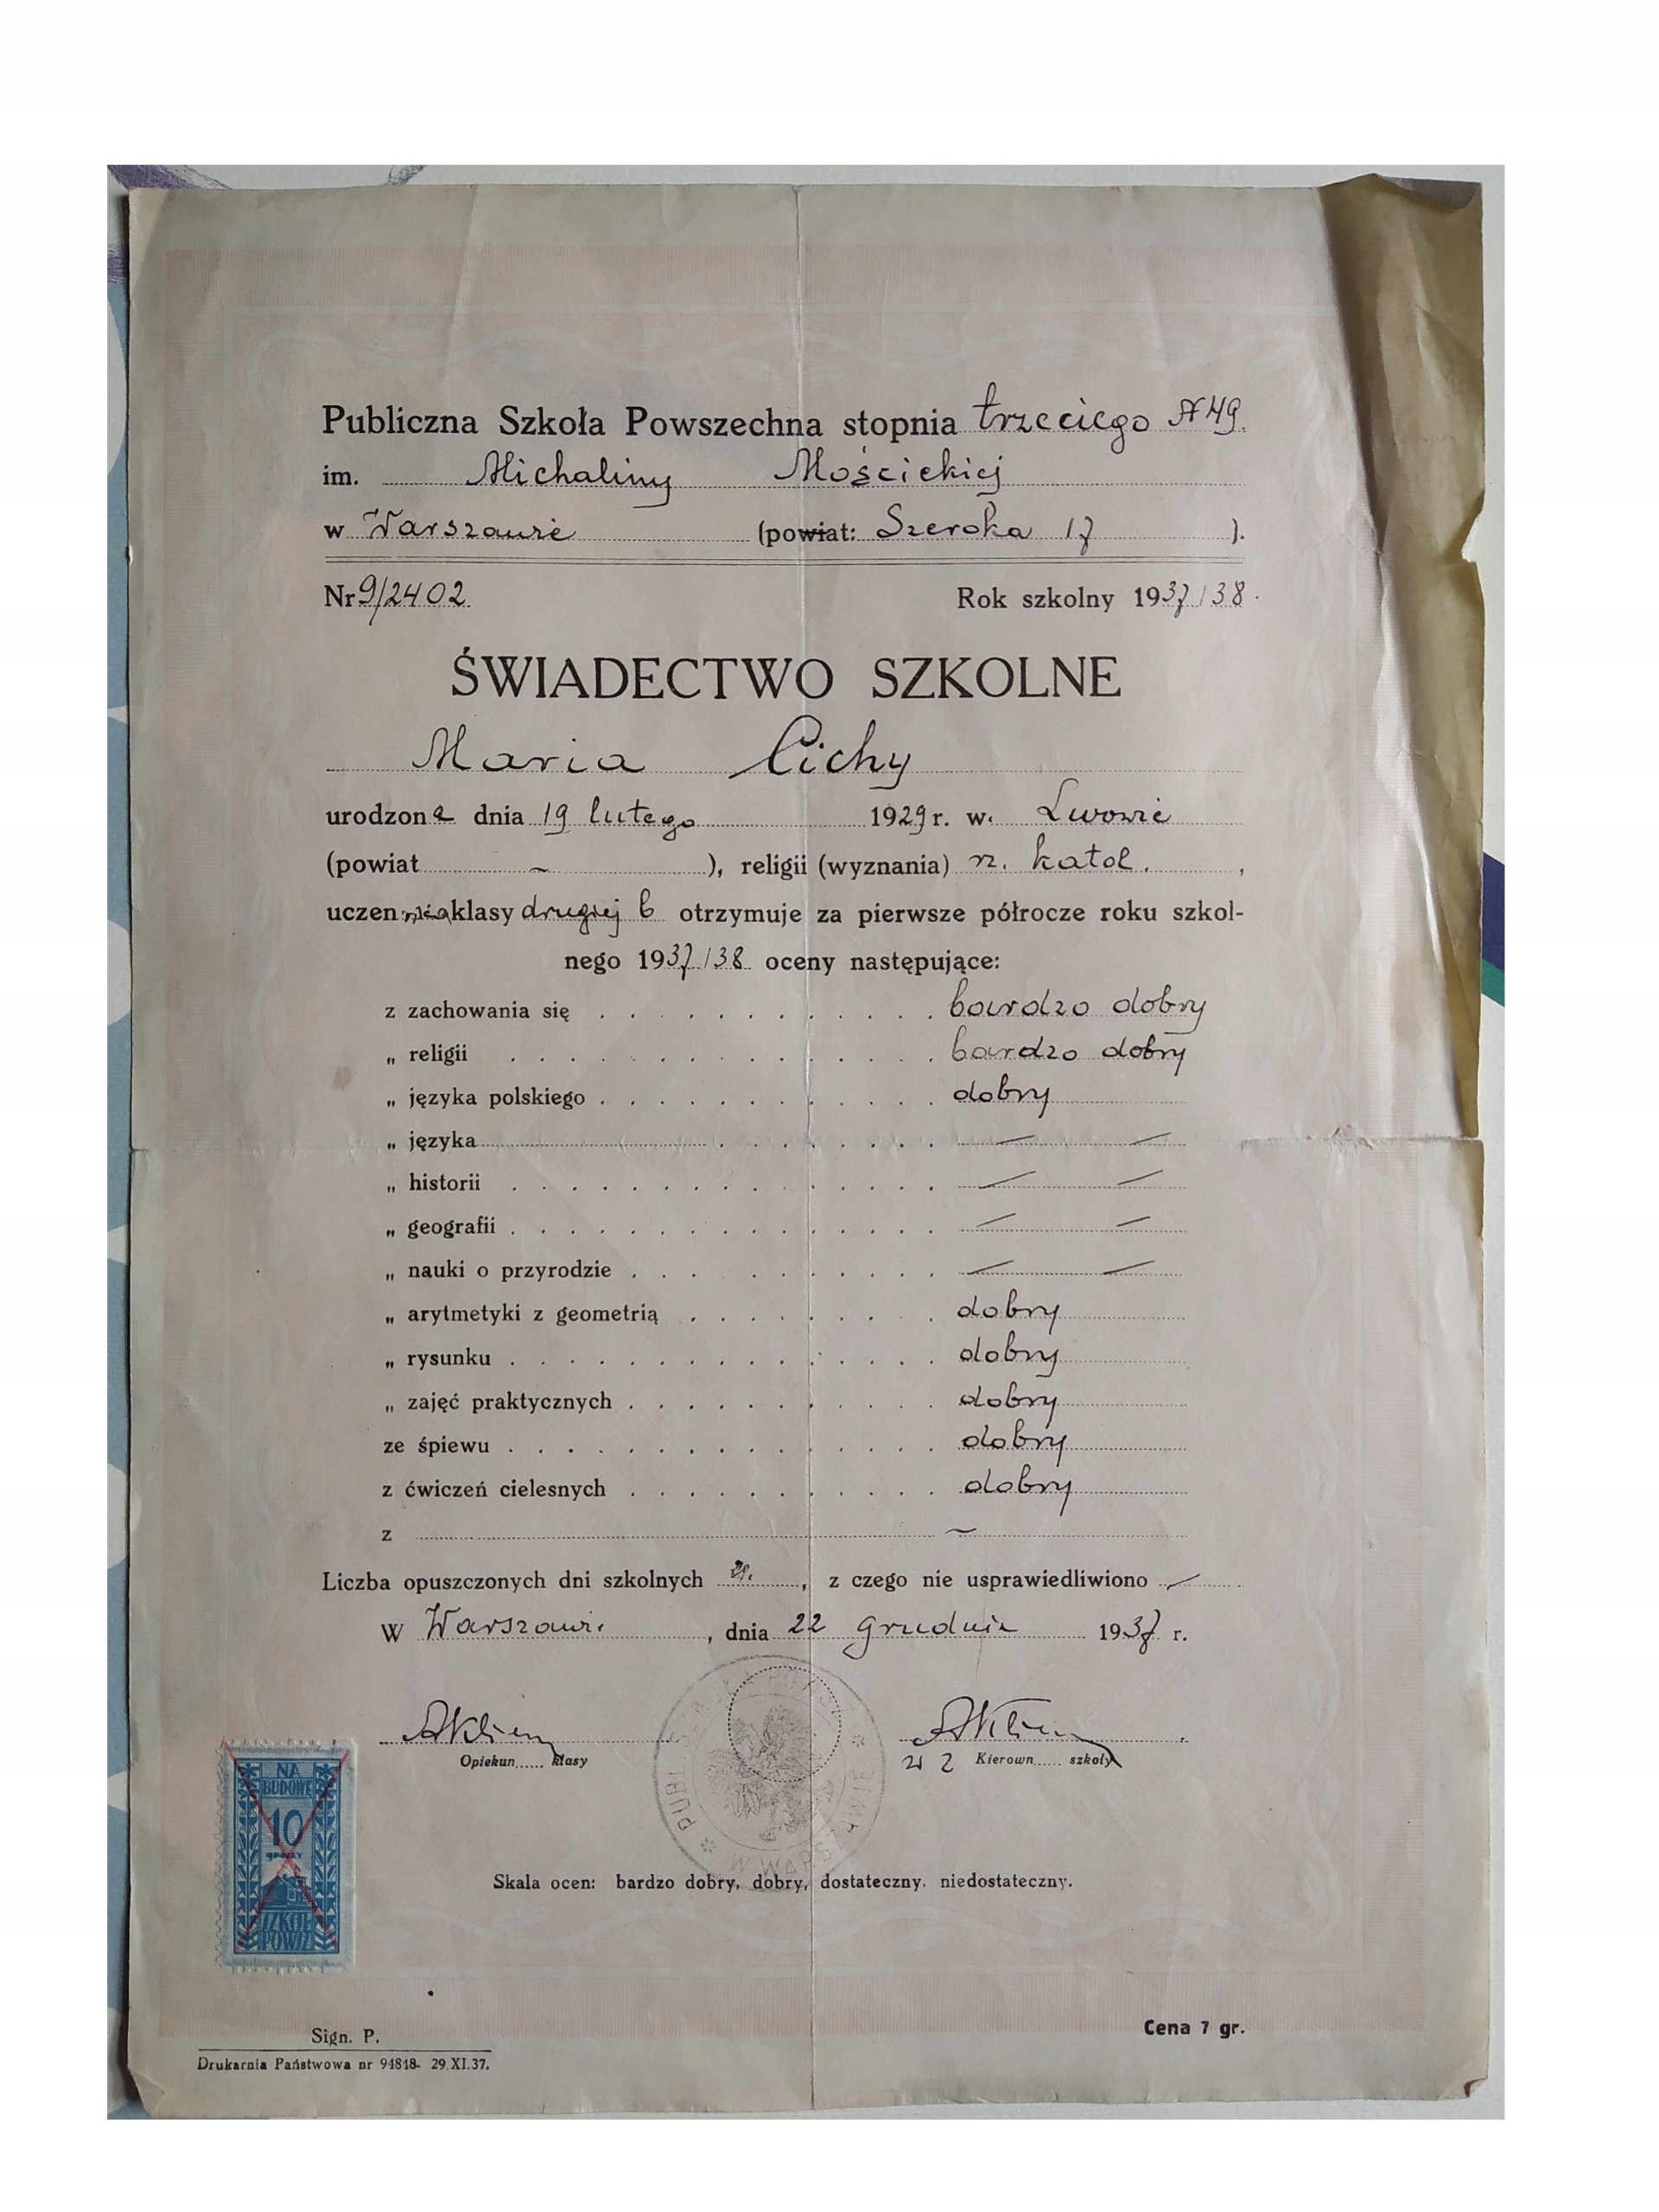 Publiczna Szkoła Powszechna stopnia trzeciego № 49.
im. Michaliny Mościckiej
w Warszawie (powiat: Szeroka 17 ).
Nr 9/2402 Rok szkolny 1937/38.
ŚWIADECTWO SZKOLNE
Maria Cichy
urodzona dnia 19 lutego 1929 r. w Lwowie
(powiat ~ ), religii (wyznania) rz. katol. ,
uczennica klasy drugiej b otrzymuje za pierwsze półrocze roku szkol-
nego 1937/38 oceny następujące:
z zachowania się . . . . . . . . . . . . bardzo dobry
„ religii . . . . . . . . . . . . . . . bardzo dobry
„ języka polskiego . . . . . . . . . . . . dobry
„ języka . . . . . . . . — —
„ historii . . . . . . . . . . . . . . . — —
„ geografii . . . . . . . . . . . . . . . — —
„ nauki o przyrodzie . . . . . . . . . . . — —
„ arytmetyki z geometrią . . . . . . . . . dobry
„ rysunku . . . . . . . . . . . . . . . dobry
„ zajęć praktycznych . . . . . . . . . . . dobry
ze śpiewu . . . . . . . . . . . . . . . dobry
z ćwiczeń cielesnych . . . . . . . . . . . dobry
z ~
Liczba opuszczonych dni szkolnych , z czego nie usprawiedliwiono —
W Warszawie , dnia 22 grudnia 1937 r.
Opiekun...... klasy Kierown..... szkoły
NA
BUDOWĘ
10
groszy
SZKÓŁ
POWSZ
PUBL W WARSZ
Skala ocen: bardzo dobry, dobry, dostateczny, niedostateczny.
Sign. P.
Cena 7 gr.
Drukarnia Państwowa nr 94848- 29.XI.37.